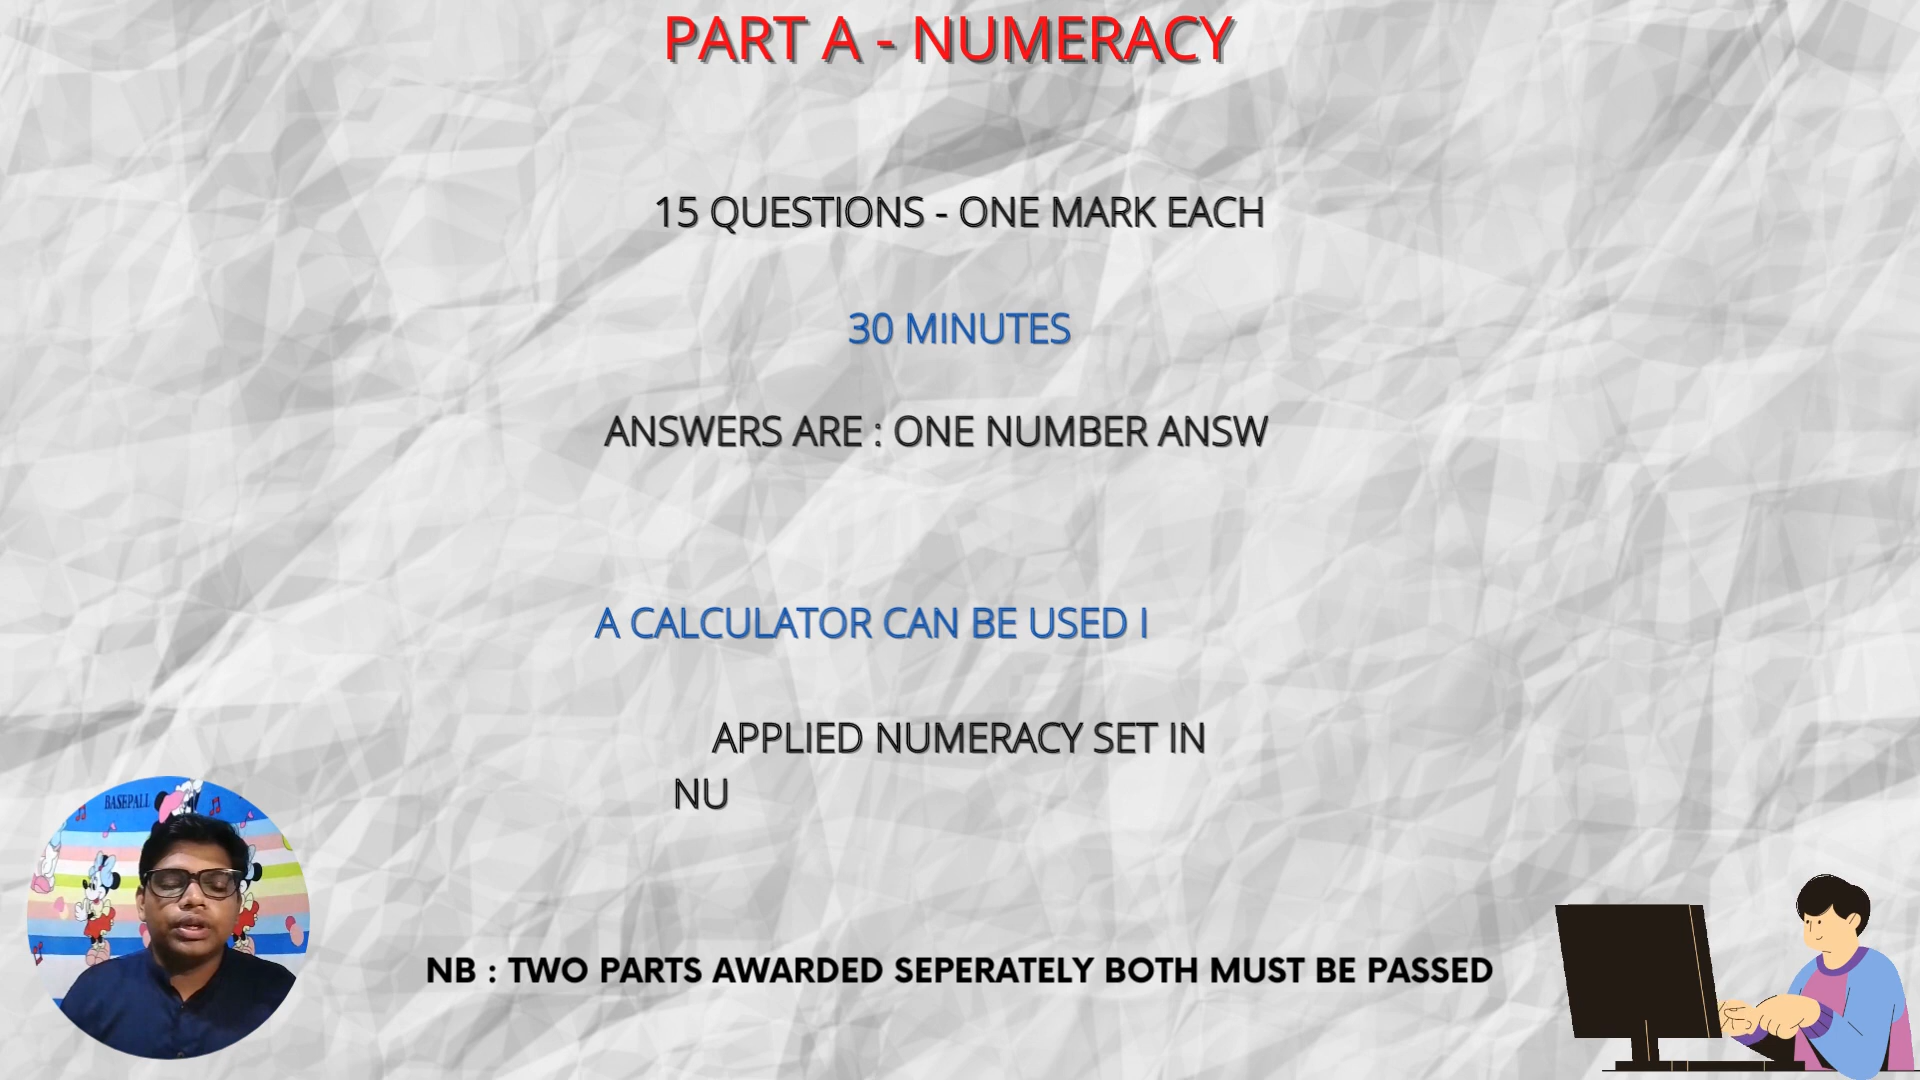 PART A - NUMERACY
15 QUESTIONS - ONE MARK EACH
30 MINUTES
ANSWERS ARE : ONE NUMBER ANSW
A CALCULATOR CAN BE USED I
APPLIED NUMERACY SET IN
NU
BASEPALL
NB : TWO PARTS AWARDED SEPERATELY BOTH MUST BE PASSED